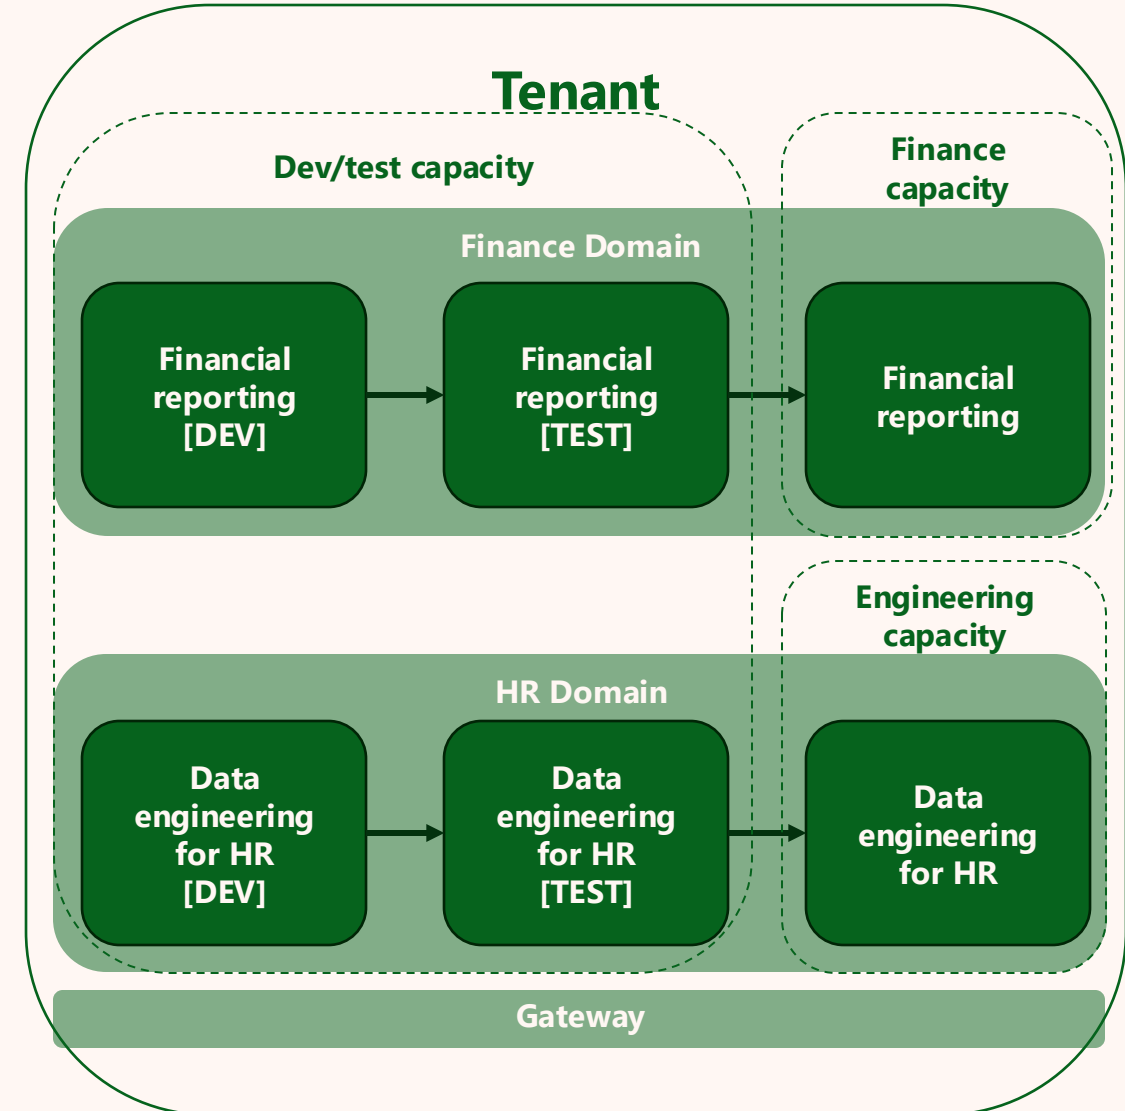 Tenant
Dev/test capacity
Finance
capacity
Finance Domain
Financial
reporting
[DEV]
Financial
reporting
[TEST]
Financial
reporting
Engineering
capacity
HR Domain
Data
engineering
for HR
[DEV]
Data
engineering
for HR
[TEST]
Data
engineering
for HR
Gateway